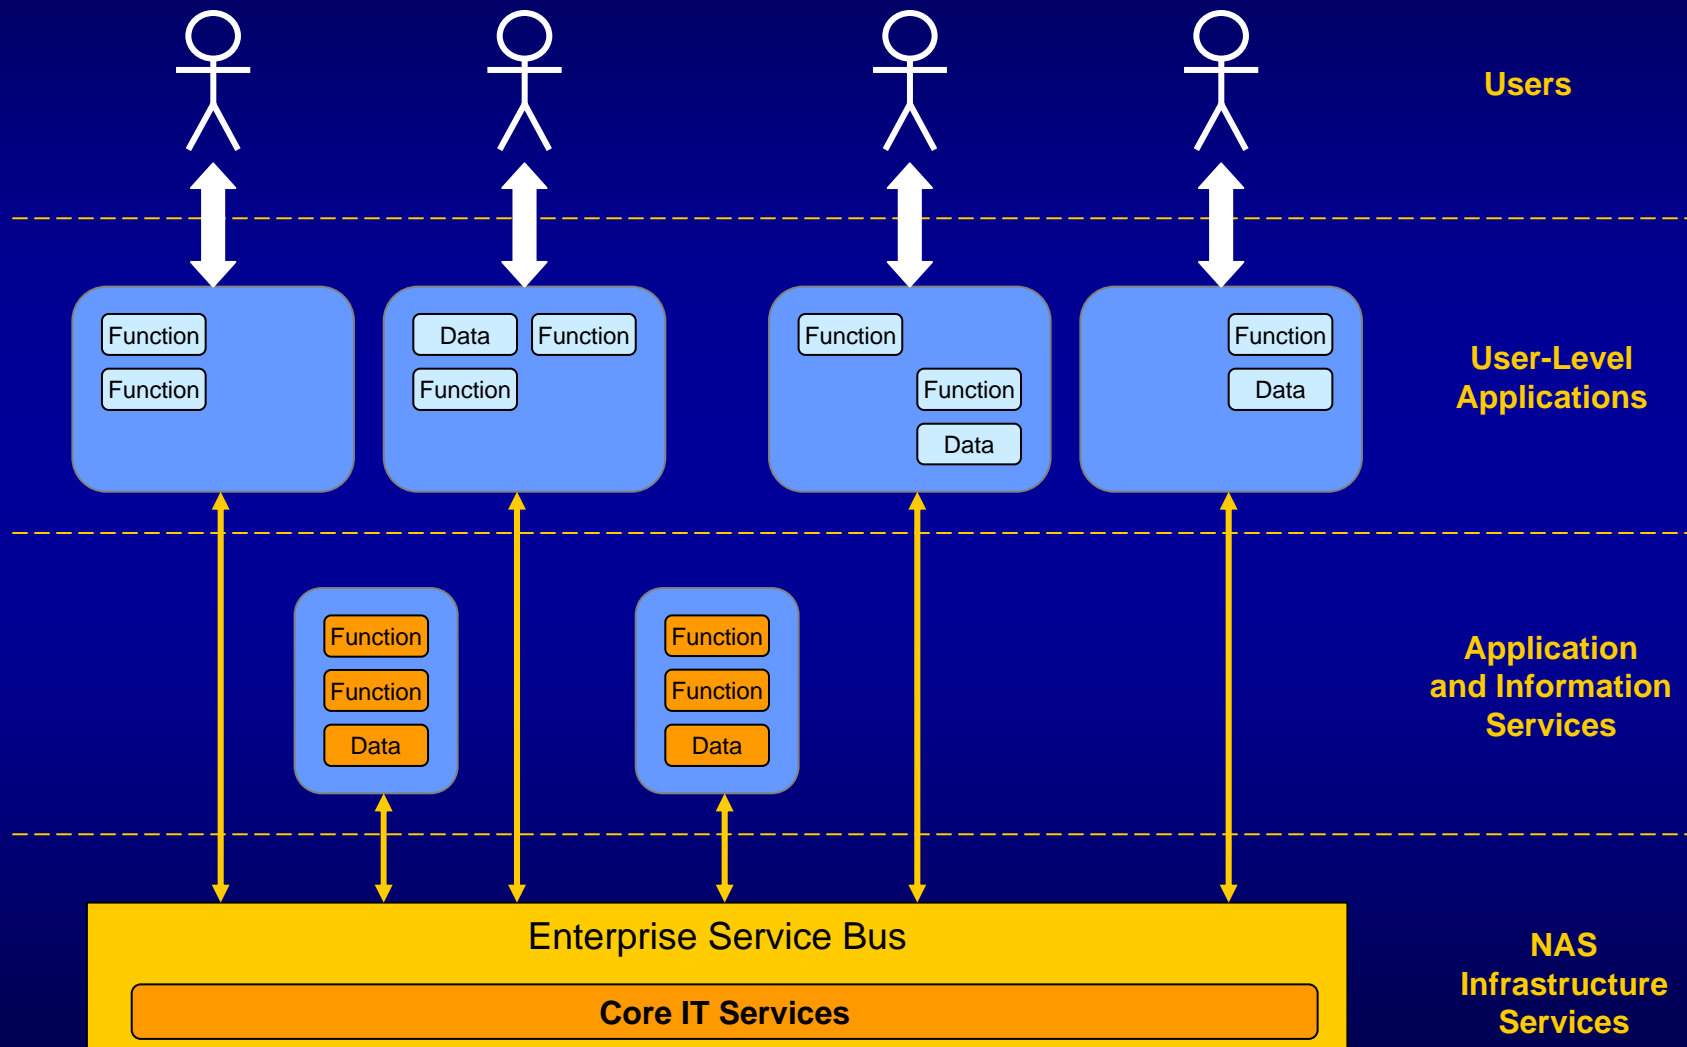 Users
Function
Function
Data Function
Function
Function
Function
Data
Function
Data
User-Level
Applications
Function
Function
Data
Function
Function
Data
Application
and Information
Services
Enterprise Service Bus
Core IT Services
NAS
Infrastructure
Services